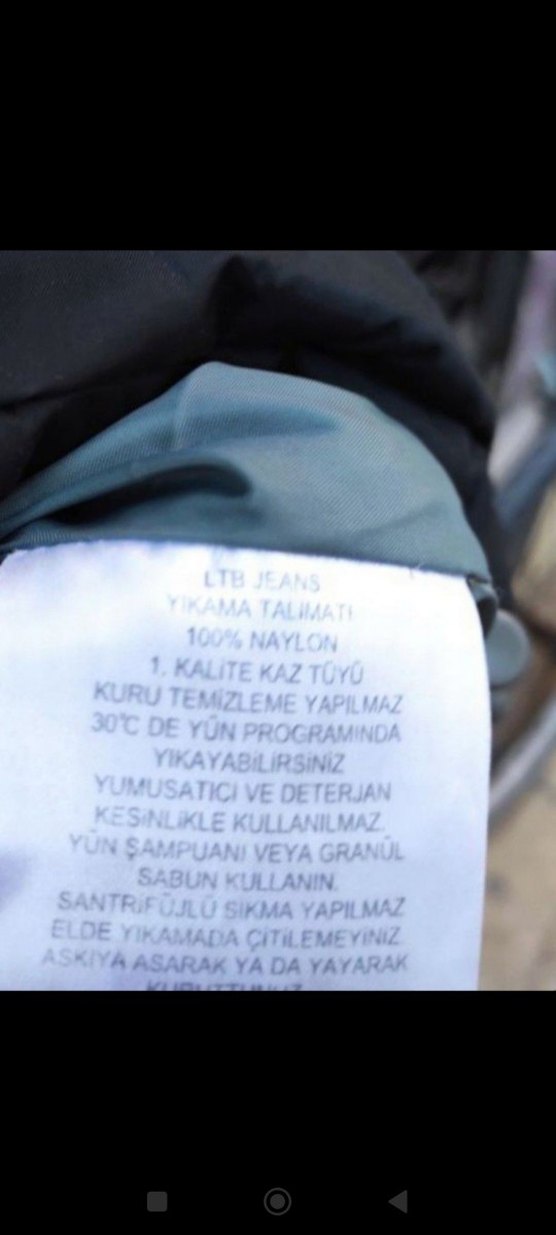 LTB JEANS
YIKAMA TALIMATI
100% NAYLON
1. KALİTE KAZ TÜYÜ
KURU TEMİZLEME YAPILMAZ
30°C DE YÜN PROGRAMINDA
YIKAYABİLİRSİNİZ
YUMUSATICI VE DETERJAN
KESİNLİKLE KULLANILMAZ.
YÜN ŞAMPUANI VEYA GRANÜL
SABUN KULLANIN.
SANTRİFÜJLÜ SIKMA YAPILMAZ
ELDE YIKAMADA ÇİTİLEMEYİNİZ.
ASKIYA ASARAK YA DA YAYARAK